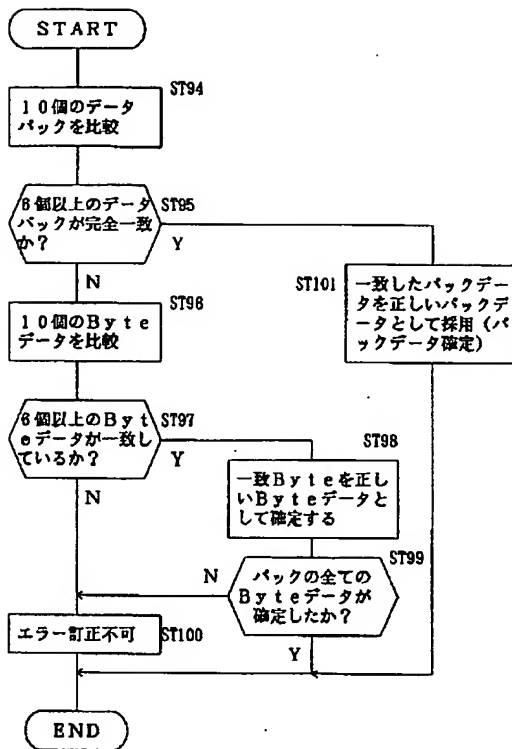 START
ST94
10個のデータ
パックを比較
6個以上のデータ
パックが完全一致
か?
ST95
Y
N
ST101
一致したパックデー
タを正しいパックデ
ータとして採用(パ
ックデータ確定)
ST96
10個のByte
データを比較
6個以上のByt
eデータが一致し
ているか?
ST97
Y
N
ST98
一致Byteを正し
いByteデータと
して確定する
ST99
パックの全ての
Byteデータが
確定したか?
N
Y
エラー訂正不可
ST100
END